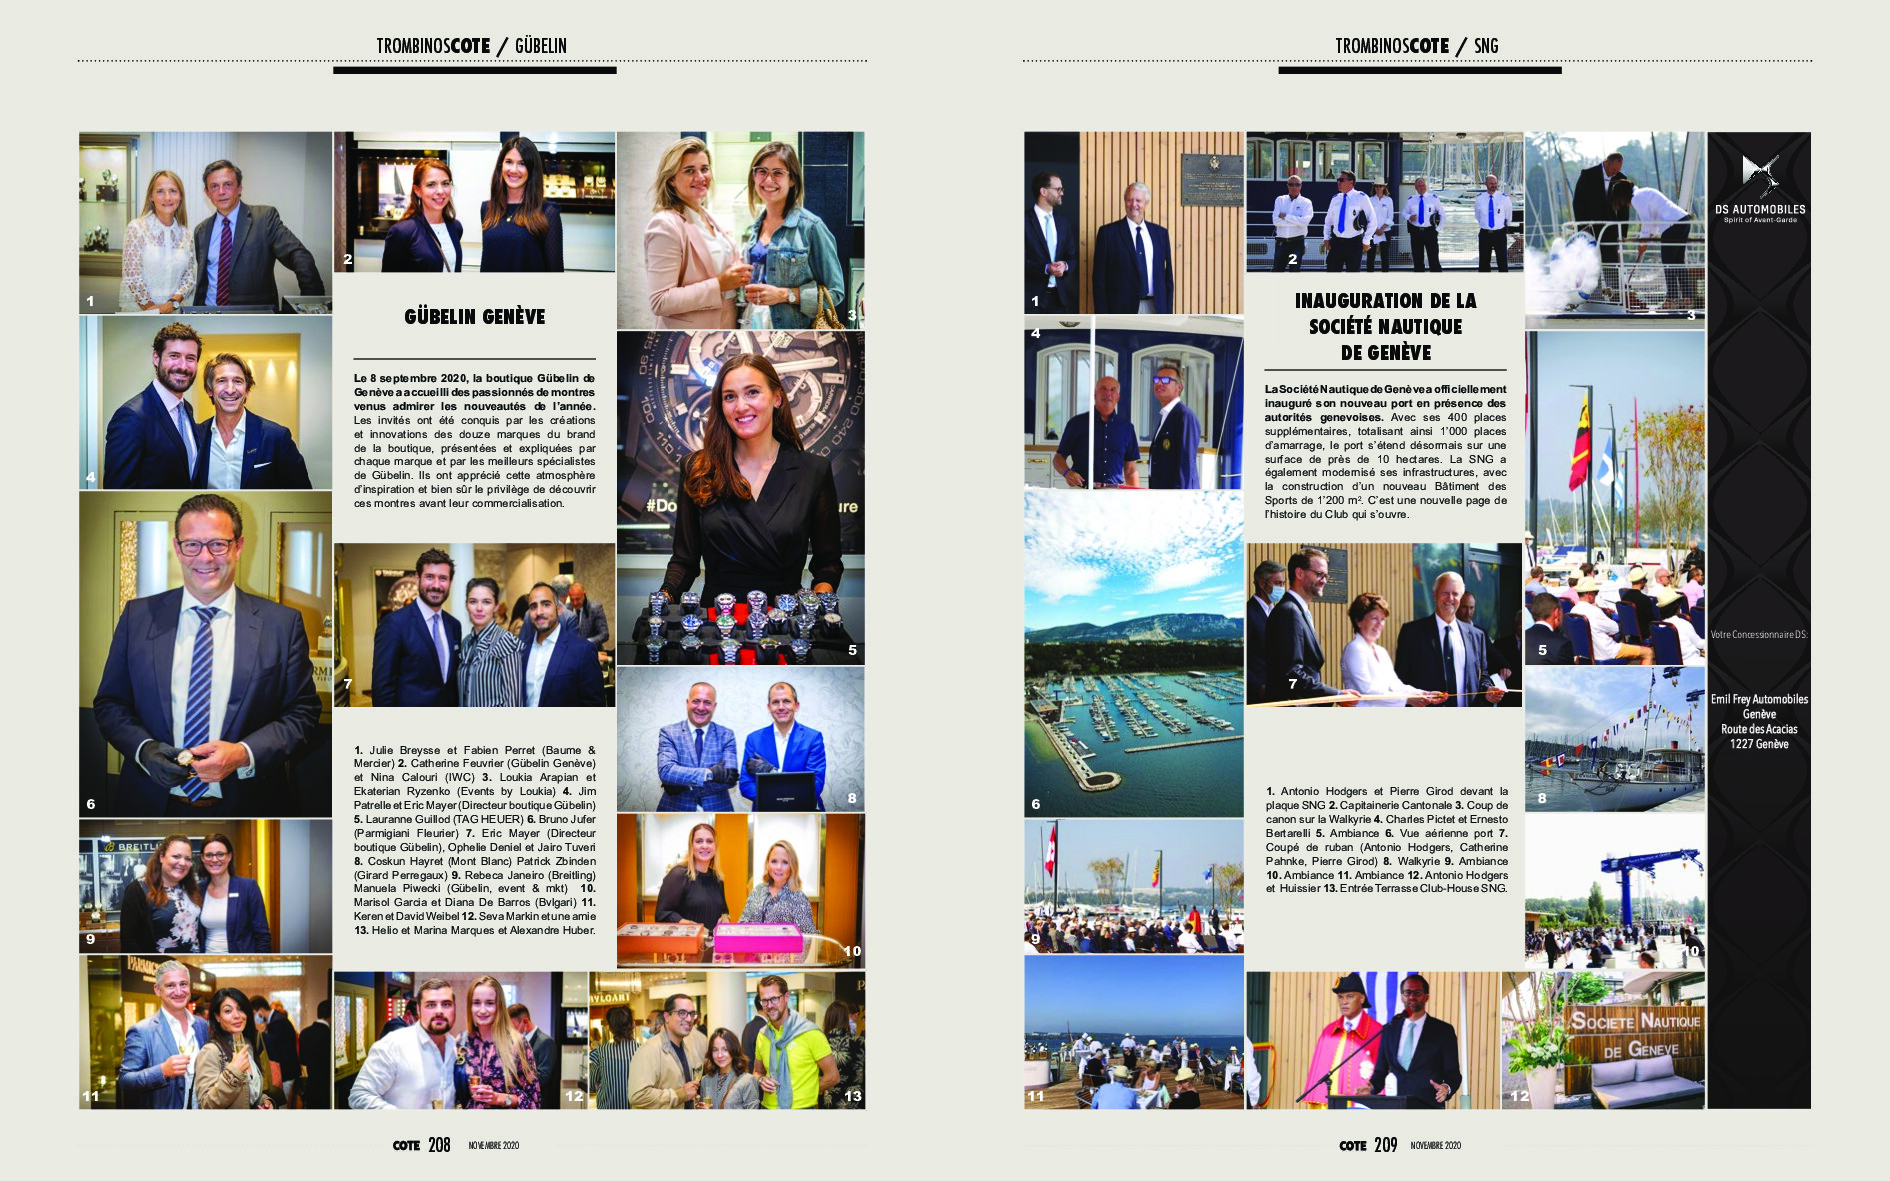 TROMBINOSCOTE / GÜBELIN
1
2
3
GÜBELIN GENÈVE
Le 8 septembre 2020, la boutique Gübelin de
Genève a accueilli des passionnés de montres
venus admirer les nouveautés de l'année.
Les invités ont été conquis par les créations
et innovations des douze marques du brand
de la boutique, présentées et expliquées par
chaque marque et par les meilleurs spécialistes
de Gübelin. Ils ont apprécié cette atmosphère
d'inspiration et bien sûr le privilège de découvrir
ces montres avant leur commercialisation.
4
#Do
ure
5
6
7
8
1. Julie Breysse et Fabien Perret (Baume &
Mercier) 2. Catherine Feuvrier (Gübelin Genève)
et Nina Calouri (IWC) 3. Loukia Arapian et
Ekaterian Ryzenko (Events by Loukia) 4. Jim
Patrelle et Eric Mayer (Directeur boutique Gübelin)
5. Lauranne Guillod (TAG HEUER) 6. Bruno Jufer
(Parmigiani Fleurier) 7. Eric Mayer (Directeur
boutique Gübelin), Ophelie Deniel et Jairo Tuveri
8. Coskun Hayret (Mont Blanc) Patrick Zbinden
(Girard Perregaux) 9. Rebeca Janeiro (Breitling)
Manuela Piwecki (Gübelin, event & mkt) 10.
Marisol Garcia et Diana De Barros (Bvlgari) 11.
Keren et David Weibel 12. Seva Markin et une amie
13. Helio et Marina Marques et Alexandre Huber.
BREITLI
9
10
11
12
BVLGARI
13
COTE 208 NOVEMBRE 2020
TROMBINOSCOTE / SNG
1
2
3
INAUGURATION DE LA
SOCIÉTÉ NAUTIQUE
DE GENÈVE
La Société Nautique de Genève a officiellement
inauguré son nouveau port en présence des
autorités genevoises. Avec ses 400 places
supplémentaires, totalisant ainsi 1'000 places
d'amarrage, le port s'étend désormais sur une
surface de près de 10 hectares. La SNG a
également modernisé ses infrastructures, avec
la construction d'un nouveau Bâtiment des
Sports de 1'200 m². C'est une nouvelle page de
l'histoire du Club qui s'ouvre.
4
5
6
7
8
1. Antonio Hodgers et Pierre Girod devant la
plaque SNG 2. Capitainerie Cantonale 3. Coup de
canon sur la Walkyrie 4. Charles Pictet et Ernesto
Bertarelli 5. Ambiance 6. Vue aérienne port 7.
Coupé de ruban (Antonio Hodgers, Catherine
Pahnke, Pierre Girod) 8. Walkyrie 9. Ambiance
10. Ambiance 11. Ambiance 12. Antonio Hodgers
et Huissier 13. Entrée Terrasse Club-House SNG.
9
10
11
12
SOCIETE NAUTIQUE
DE GENEVE
DS AUTOMOBILES
Spirit of Avant-Garde
Votre Concessionnaire DS:
Emil Frey Automobiles
Genève
Route des Acacias
1227 Genève
COTE 209 NOVEMBRE 2020